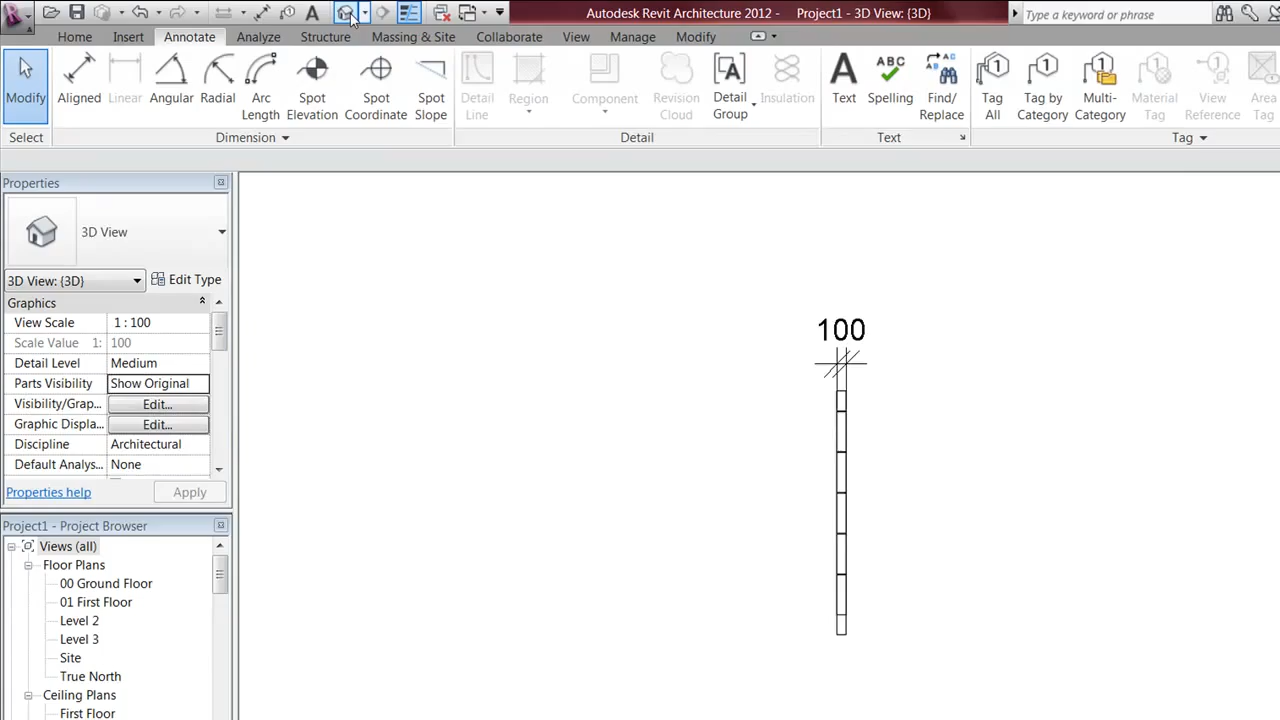 Autodesk Revit Architecture 2012 - Project1 - 3D View: {3D}
Type a keyword or phrase
Home Insert Annotate Analyze Structure Massing & Site Collaborate View Manage Modify
Modify
Aligned
Linear
Angular
Radial
Arc Length
Spot Elevation
Spot Coordinate
Spot Slope
Detail Line
Region
Component
Revision Cloud
Detail Group
Insulation
Text
Spelling
Find/ Replace
Tag All
Tag by Category
Multi- Category
Material Tag
View Reference
Area Tag
Select
Dimension
Detail
Text
Tag
Properties
3D View
3D View: {3D} Edit Type
Graphics
View Scale 1 : 100
Scale Value 1: 100
Detail Level Medium
Parts Visibility Show Original
Visibility/Grap... Edit...
Graphic Displa... Edit...
Discipline Architectural
Default Analys... None
Properties help Apply
Project1 - Project Browser
Views (all)
Floor Plans
00 Ground Floor
01 First Floor
Level 2
Level 3
Site
True North
Ceiling Plans
First Floor
100